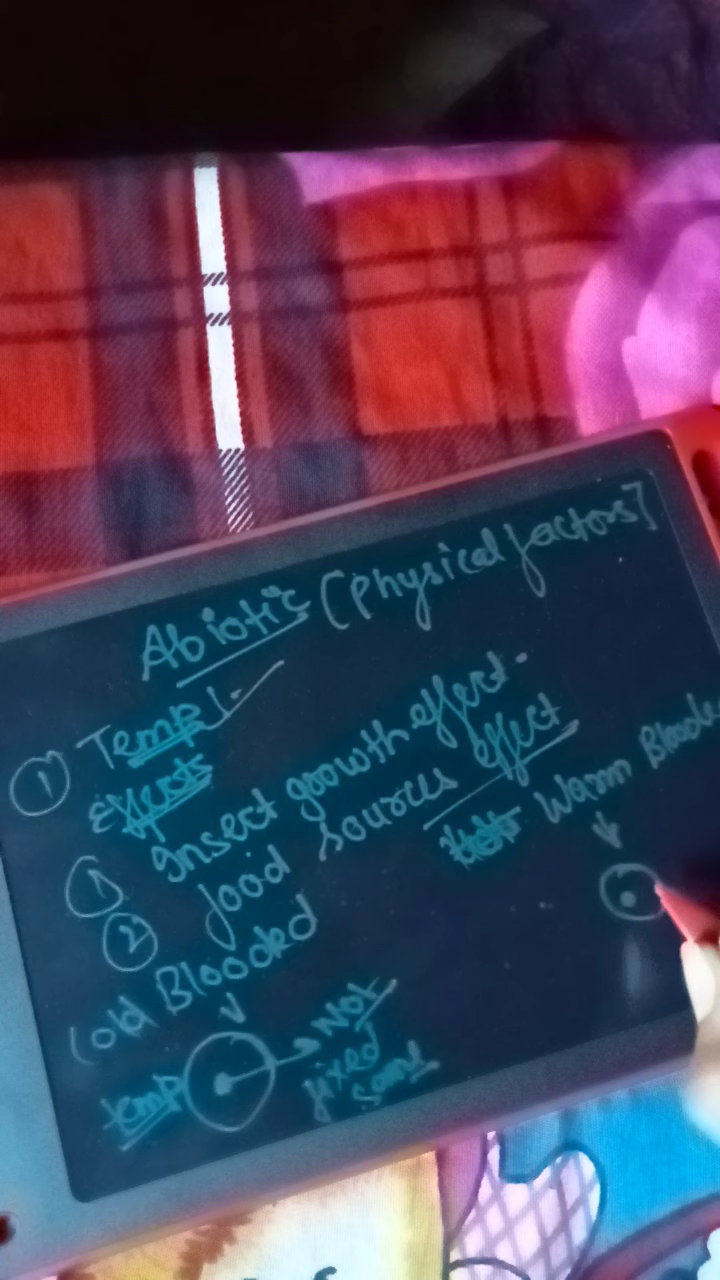 Abiotic (Physical factors]
① Temp.
Effects
① Insect growth effect.
② food sources effect
Cold Blooded
Warm Bloode
temp
Not
fixed
same